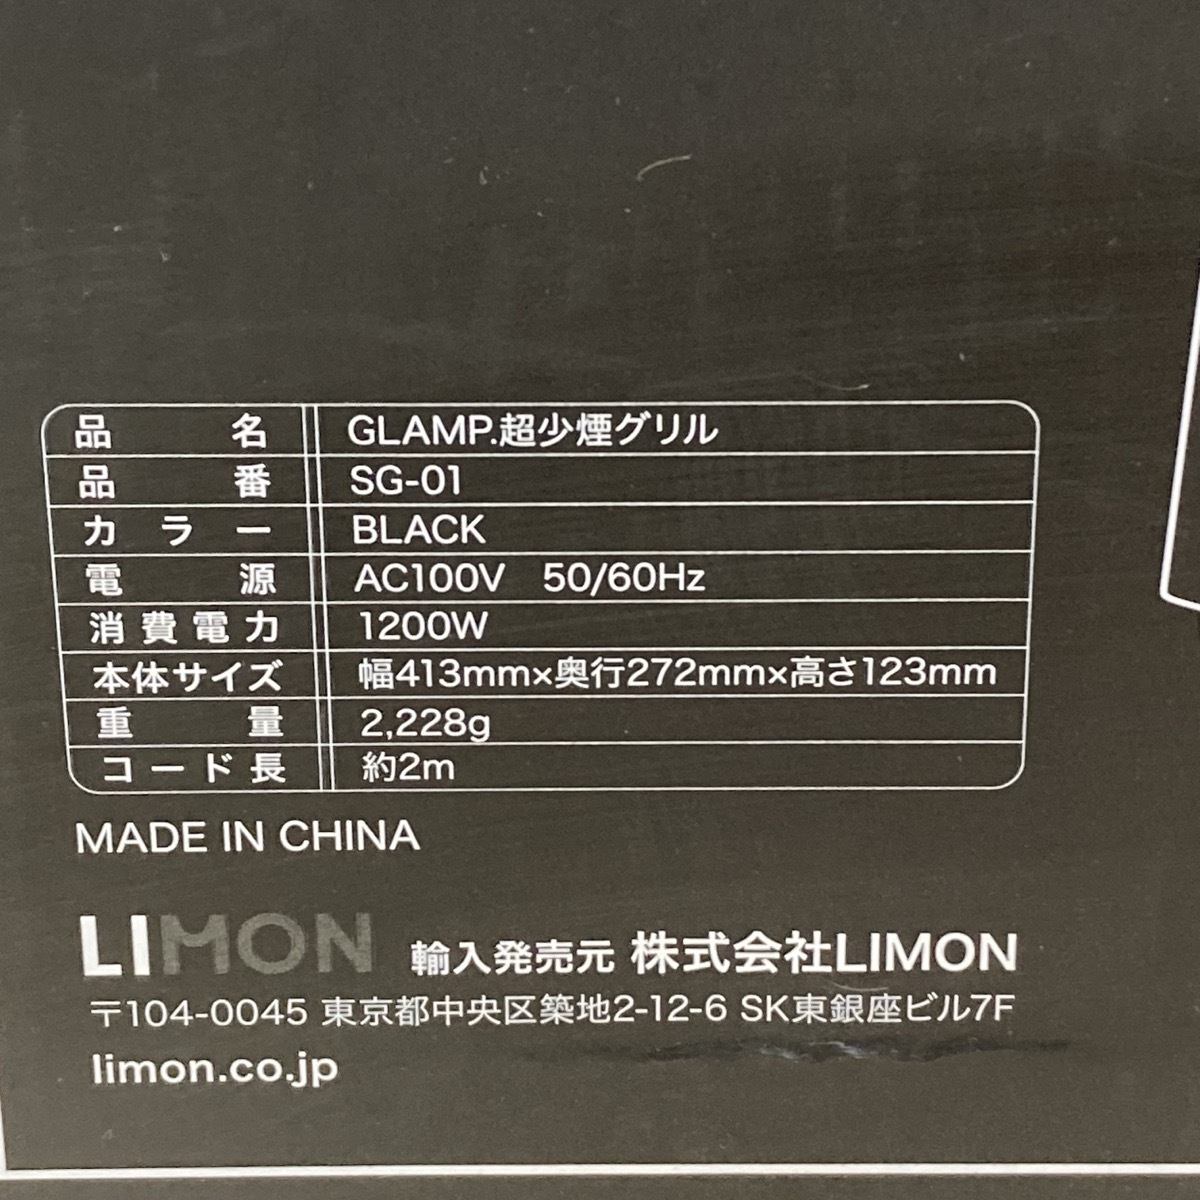 品名 GLAMP.超少煙グリル
品番 SG-01
カラー BLACK
電源 AC100V 50/60Hz
消費電力 1200W
本体サイズ 幅413mm×奥行272mm×高さ123mm
重量 2,228g
コード長 約2m
MADE IN CHINA
LIMON 輸入発売元 株式会社LIMON
〒104-0045 東京都中央区築地2-12-6 SK東銀座ビル7F
limon.co.jp